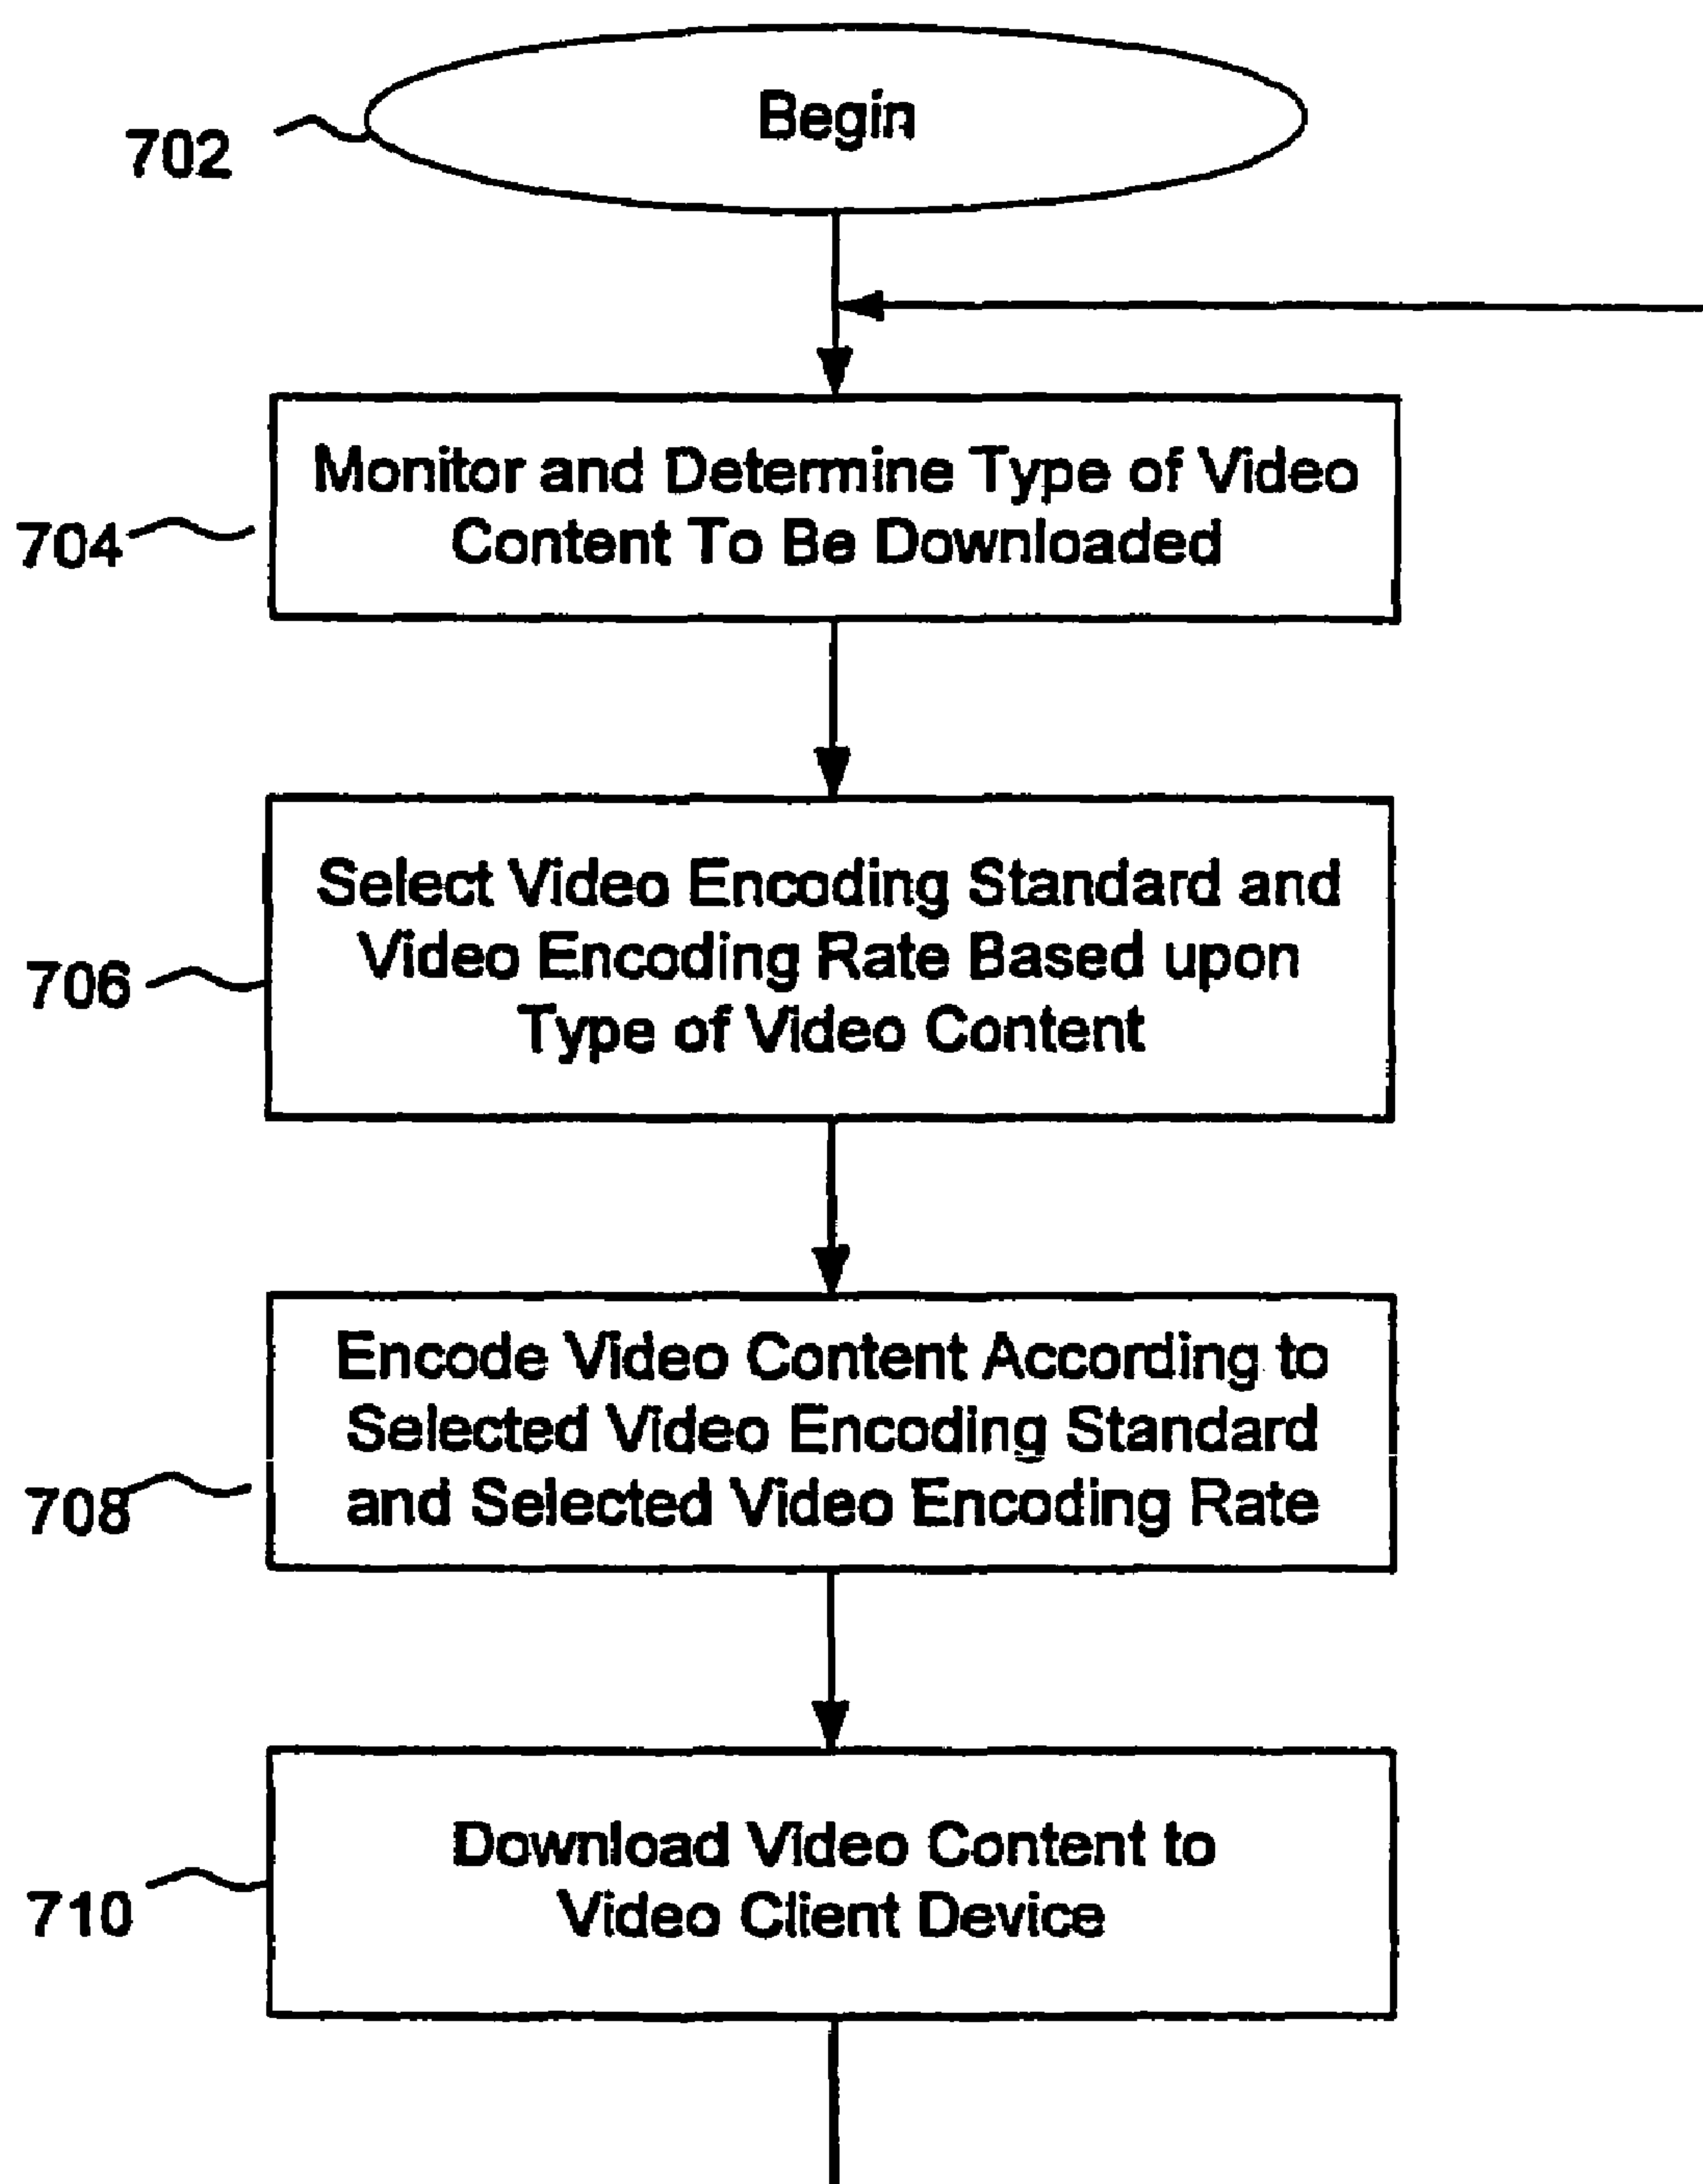 Begin
702
Monitor and Determine Type of Video
Content To Be Downloaded
704
Select Video Encoding Standard and
Video Encoding Rate Based upon
Type of Video Content
706
Encode Video Content According to
Selected Video Encoding Standard
and Selected Video Encoding Rate
708
Download Video Content to
Video Client Device
710